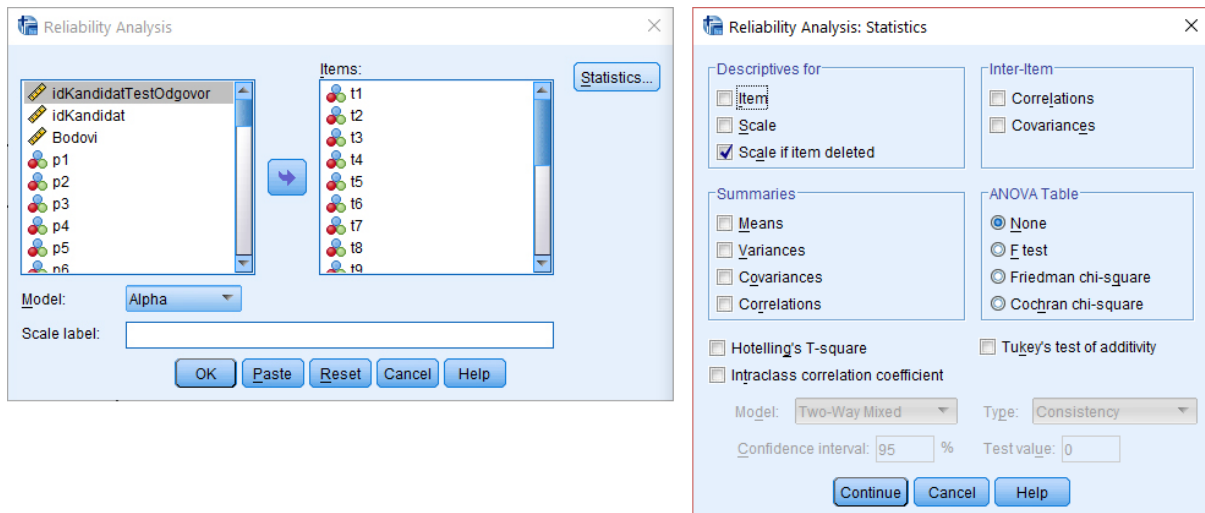 Reliability Analysis
Items:
Statistics...
idKandidatTestOdgovor
idKandidat
Bodovi
p1
p2
p3
p4
p5
p6
t1
t2
t3
t4
t5
t6
t7
t8
t9
Model: Alpha
Scale label:
OK Paste Reset Cancel Help
Reliability Analysis: Statistics
Descriptives for
Item
Scale
Scale if item deleted
Inter-Item
Correlations
Covariances
Summaries
Means
Variances
Covariances
Correlations
ANOVA Table
None
F test
Friedman chi-square
Cochran chi-square
Hotelling's T-square
Tukey's test of additivity
Intraclass correlation coefficient
Model: Two-Way Mixed Type: Consistency
Confidence interval: 95 % Test value: 0
Continue Cancel Help